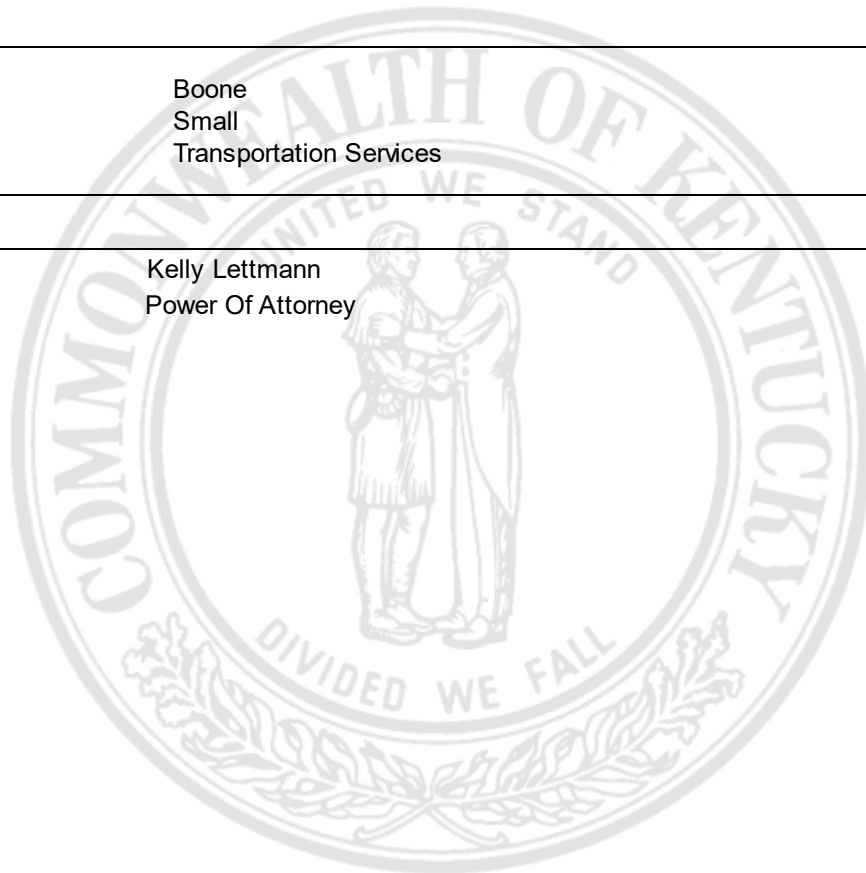 Boone
Small
Transportation Services
Kelly Lettmann
Power Of Attorney
COMMONWEALTH OF KENTUCKY
UNITED WE STAND
DIVIDED WE FALL